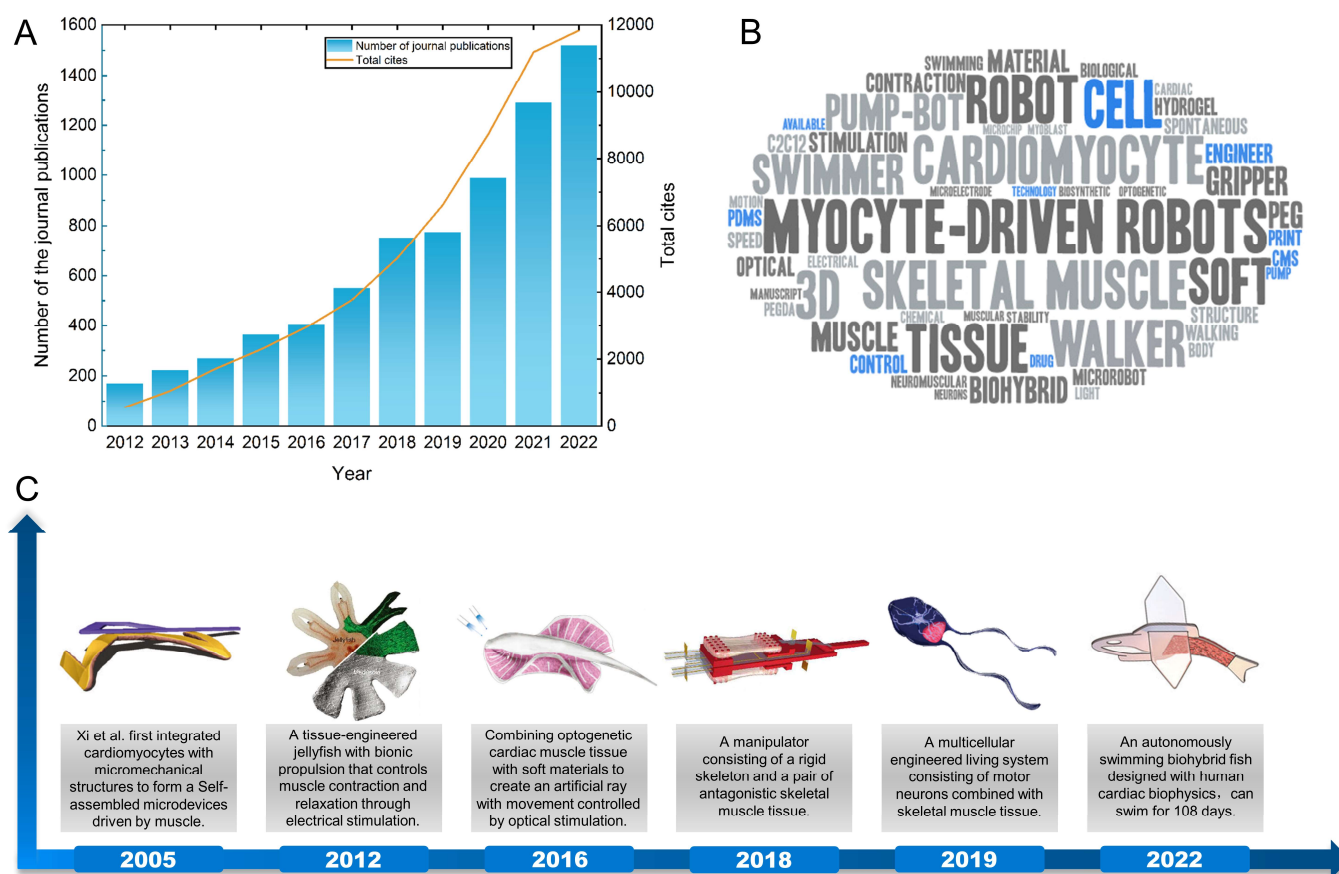 A
1600
1400
1200
1000
800
600
400
200
0
Number of the journal publications
12000
10000
8000
6000
4000
2000
0
Total cites
Number of journal publications
Total cites
2012 2013 2014 2015 2016 2017 2018 2019 2020 2021 2022
Year
B
SWIMMING MATERIAL
BIOLOGICAL
CONTRACTION ROBOT CELL CARDIAC
PUMP-BOT HYDROGEL
AVAILABLE MICROCHIP MYOBLAST SPONTANEOUS
C2C12 STIMULATION CARDIOMYOCYTE ENGINEER
SWIMMER GRIPPER
MICROELECTRODE TECHNOLOGY BIOSYNTHETIC OPTOGENETIC
MOTION
PDMS MYOCYTE-DRIVEN ROBOTS PEG
SPEED PRINT
OPTICAL ELECTRICAL CMS
3D SKELETAL MUSCLE SOFT PUMP
MANUSCRIPT
PEGDA
CHEMICAL MUSCULAR STABILITY STRUCTURE
MUSCLE TISSUE WALKER WALKING
CONTROL DRUG BODY
NEUROMUSCULAR BIOHYBRID MICROROBOT
NEURONS LIGHT
C
Jellyfish
Xi et al. first integrated
cardiomyocytes with
micromechanical
structures to form a Self-
assembled microdevices
driven by muscle.
A tissue-engineered
jellyfish with bionic
propulsion that controls
muscle contraction and
relaxation through
electrical stimulation.
Combining optogenetic
cardiac muscle tissue
with soft materials to
create an artificial ray
with movement controlled
by optical stimulation.
A manipulator
consisting of a rigid
skeleton and a pair of
antagonistic skeletal
muscle tissue.
A multicellular
engineered living system
consisting of motor
neurons combined with
skeletal muscle tissue.
An autonomously
swimming biohybrid fish
designed with human
cardiac biophysics，can
swim for 108 days.
2005 2012 2016 2018 2019 2022